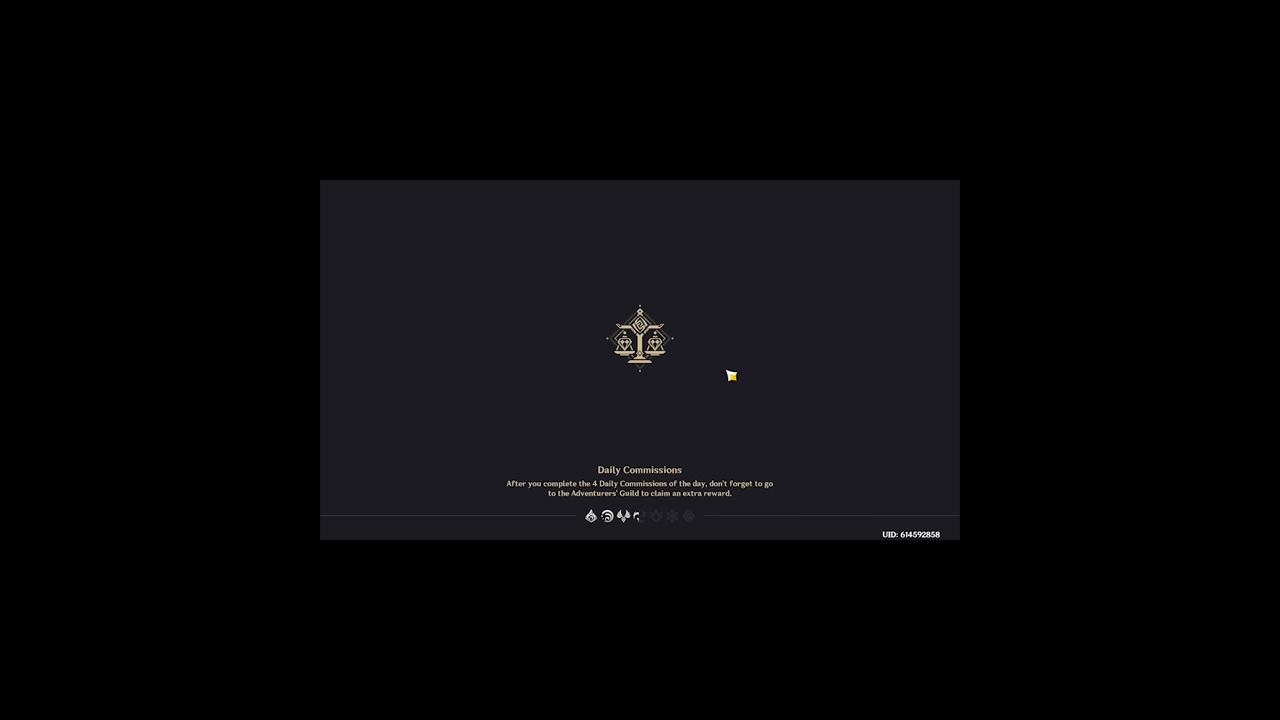 Daily Commissions
After you complete the 4 Daily Commissions of the day, don't forget to go
to the Adventurers' Guild to claim an extra reward.
UID: 614592858